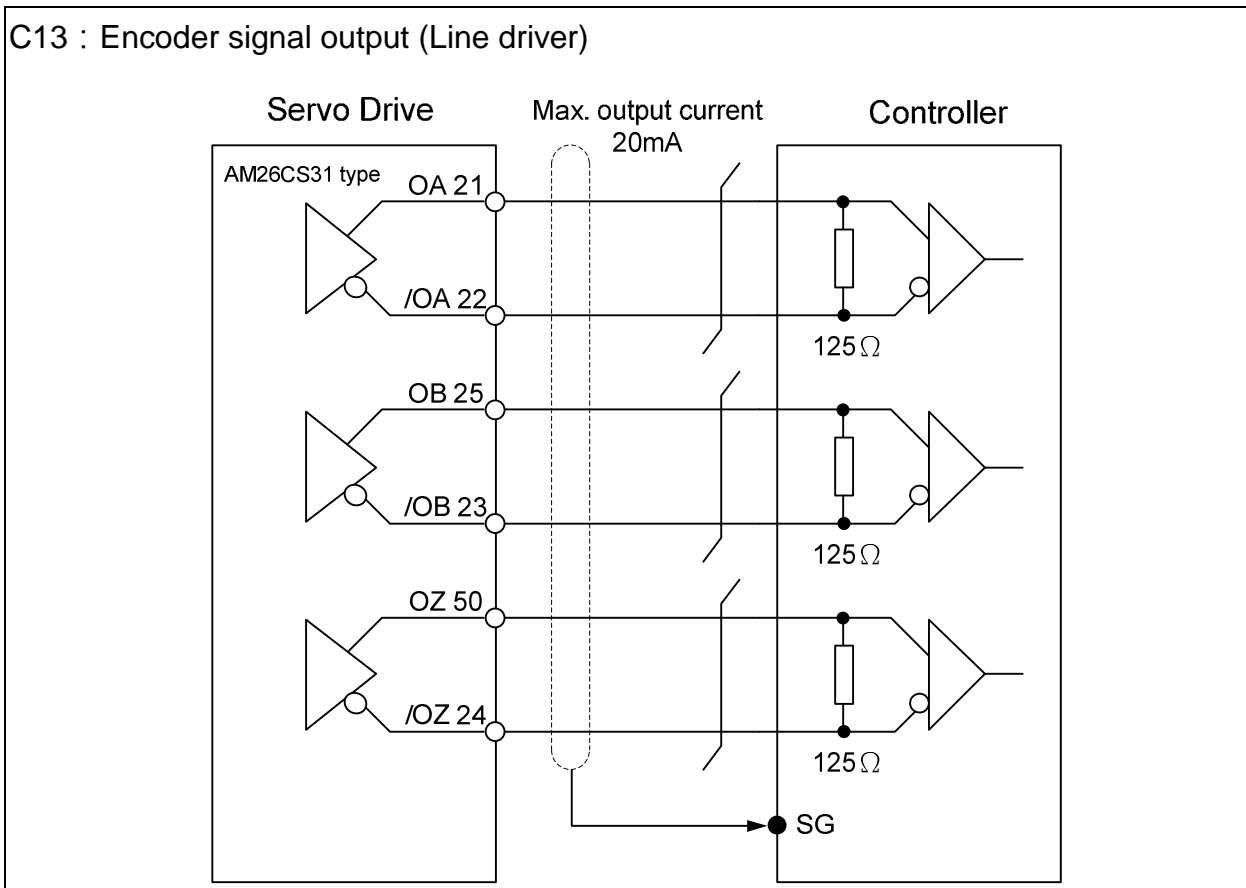 C13：Encoder signal output (Line driver)
Servo Drive
Max. output current
20mA
Controller
AM26CS31 type
OA 21
/OA 22
125Ω
OB 25
/OB 23
125Ω
OZ 50
/OZ 24
125Ω
SG